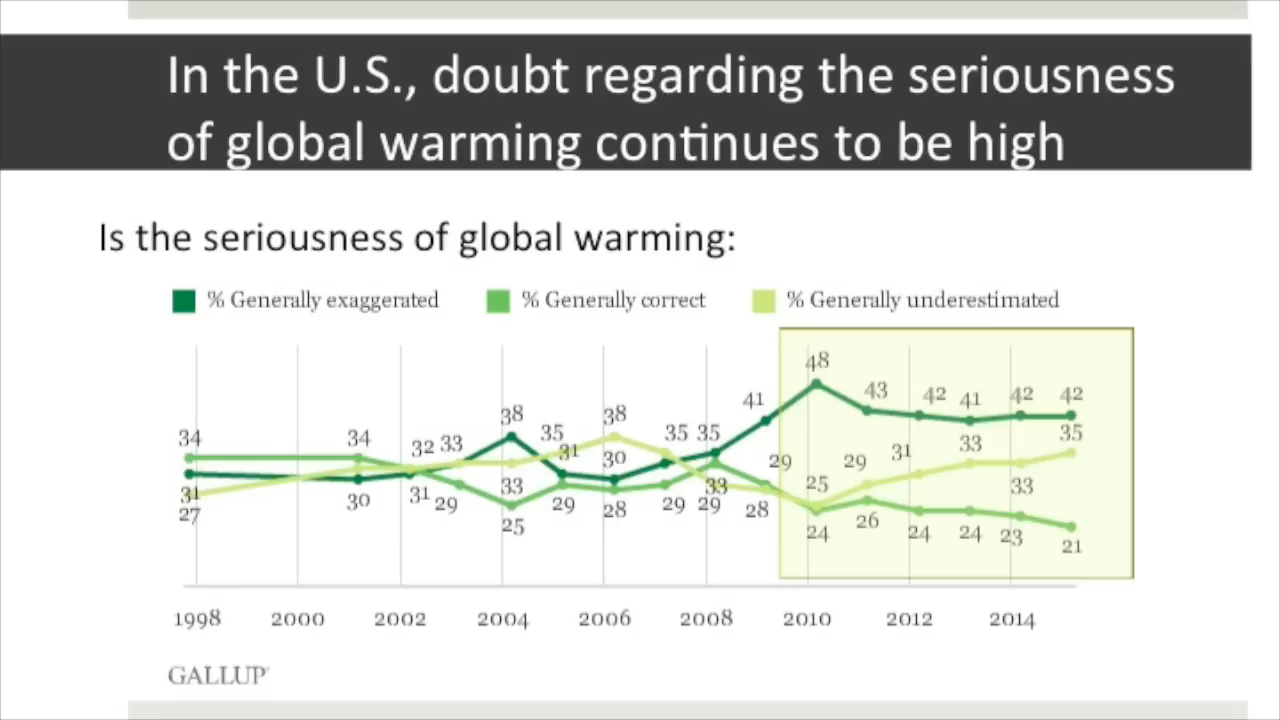 In the U.S., doubt regarding the seriousness
of global warming continues to be high
Is the seriousness of global warming:
% Generally exaggerated % Generally correct % Generally underestimated
48
43 42 41 42 42
41
38 38
34 34 32 33 35 31 30 35 35 29 29 31 33 35
31 30 31 29 33 33 25 33
27 25 29 28 29 29 28 24 26 24 24 23 21
1998 2000 2002 2004 2006 2008 2010 2012 2014
GALLUP